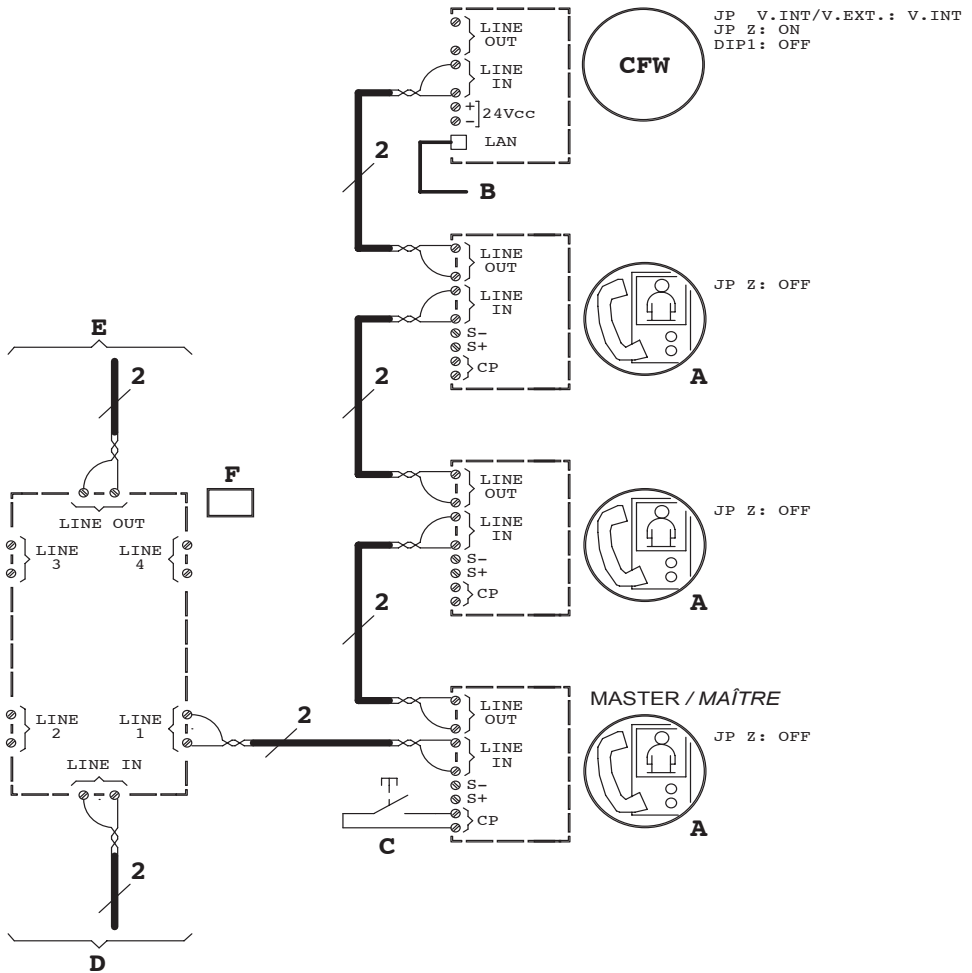 LINE
OUT
LINE
IN
+
-
24Vcc
LAN
CFW
JP V.INT/V.EXT.: V.INT
JP Z: ON
DIP1: OFF
2
B
LINE
OUT
LINE
IN
S-
S+
CP
JP Z: OFF
A
2
E
2
LINE OUT
F
LINE
3
LINE
4
LINE
2
LINE
1
LINE IN
2
D
LINE
OUT
LINE
IN
S-
S+
CP
JP Z: OFF
A
2
2
LINE
OUT
LINE
IN
S-
S+
CP
C
MASTER / MAÎTRE
JP Z: OFF
A